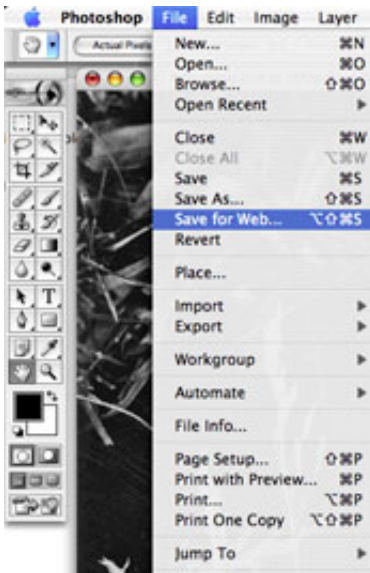 Photoshop File Edit Image Layer
Actual Pixels
New... ⌘N
Open... ⌘O
Browse... ⇧⌘O
Open Recent ▶
Close ⌘W
Close All ⌥⌘W
Save ⌘S
Save As... ⇧⌘S
Save for Web... ⌥⇧⌘S
Revert
Place...
Import ▶
Export ▶
Workgroup ▶
Automate ▶
File Info...
Page Setup... ⇧⌘P
Print with Preview... ⌘P
Print... ⌥⌘P
Print One Copy ⌥⇧⌘P
Jump To ▶